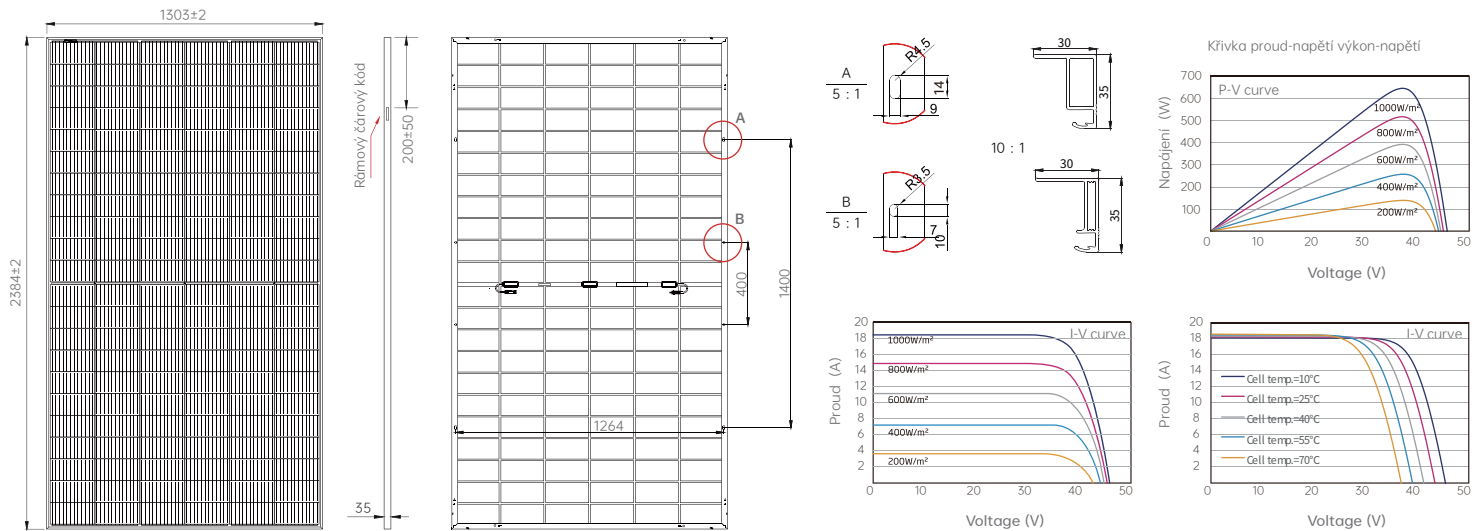 1303±2
2384±2
Rámový čárový kód
200±50
35
A
B
400
1400
1264
A
5 : 1
R4.5
14
9
B
5 : 1
R3.5
7
10
30
35
10 : 1
30
35
Křivka proud-napětí výkon-napětí
P-V curve
Napájení (W)
700
600
500
400
300
200
100
1000W/m²
800W/m²
600W/m²
400W/m²
200W/m²
0 10 20 30 40 50
Voltage (V)
I-V curve
Proud (A)
20
18
16
14
12
10
8
6
4
2
1000W/m²
800W/m²
600W/m²
400W/m²
200W/m²
0 10 20 30 40 50
Voltage (V)
I-V curve
Proud (A)
20
18
16
14
12
10
8
6
4
2
Cell temp.=10°C
Cell temp.=25°C
Cell temp.=40°C
Cell temp.=55°C
Cell temp.=70°C
0 10 20 30 40 50
Voltage (V)